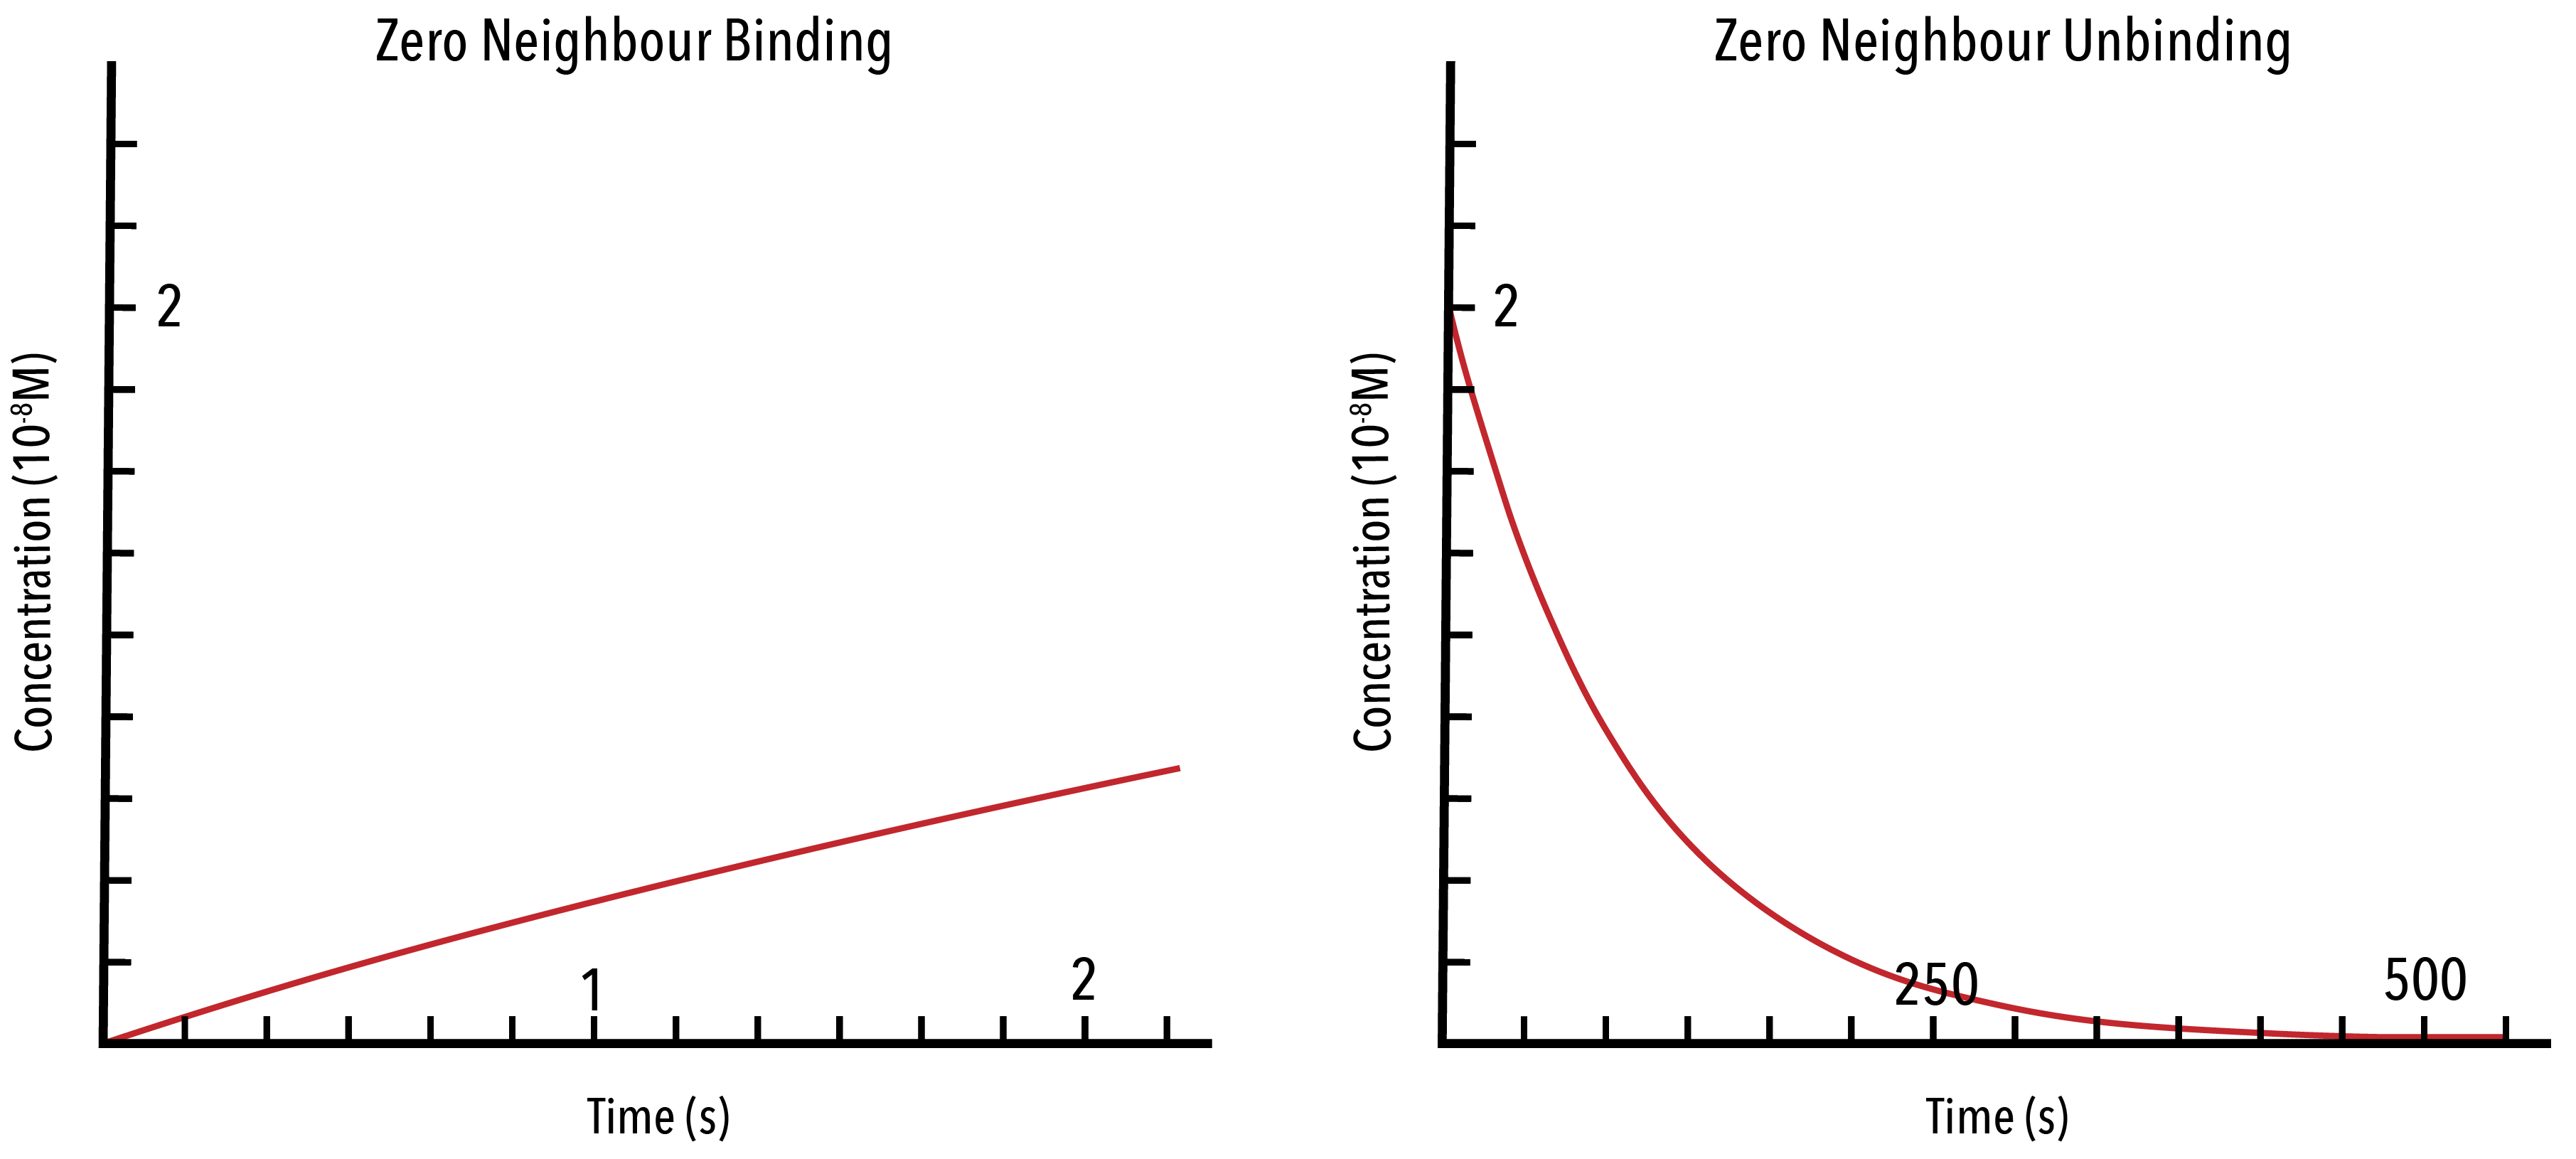 Zero Neighbour Binding
2
Concentration (10⁻⁸M)
1
2
Time (s)
Zero Neighbour Unbinding
2
Concentration (10⁻⁸M)
250
500
Time (s)